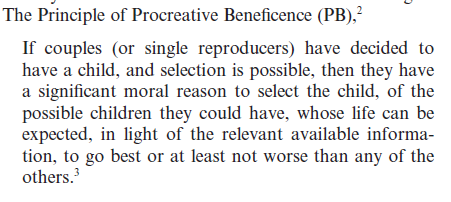 The Principle of Procreative Beneficence (PB),²
If couples (or single reproducers) have decided to
have a child, and selection is possible, then they have
a significant moral reason to select the child, of the
possible children they could have, whose life can be
expected, in light of the relevant available informa-
tion, to go best or at least not worse than any of the
others.³